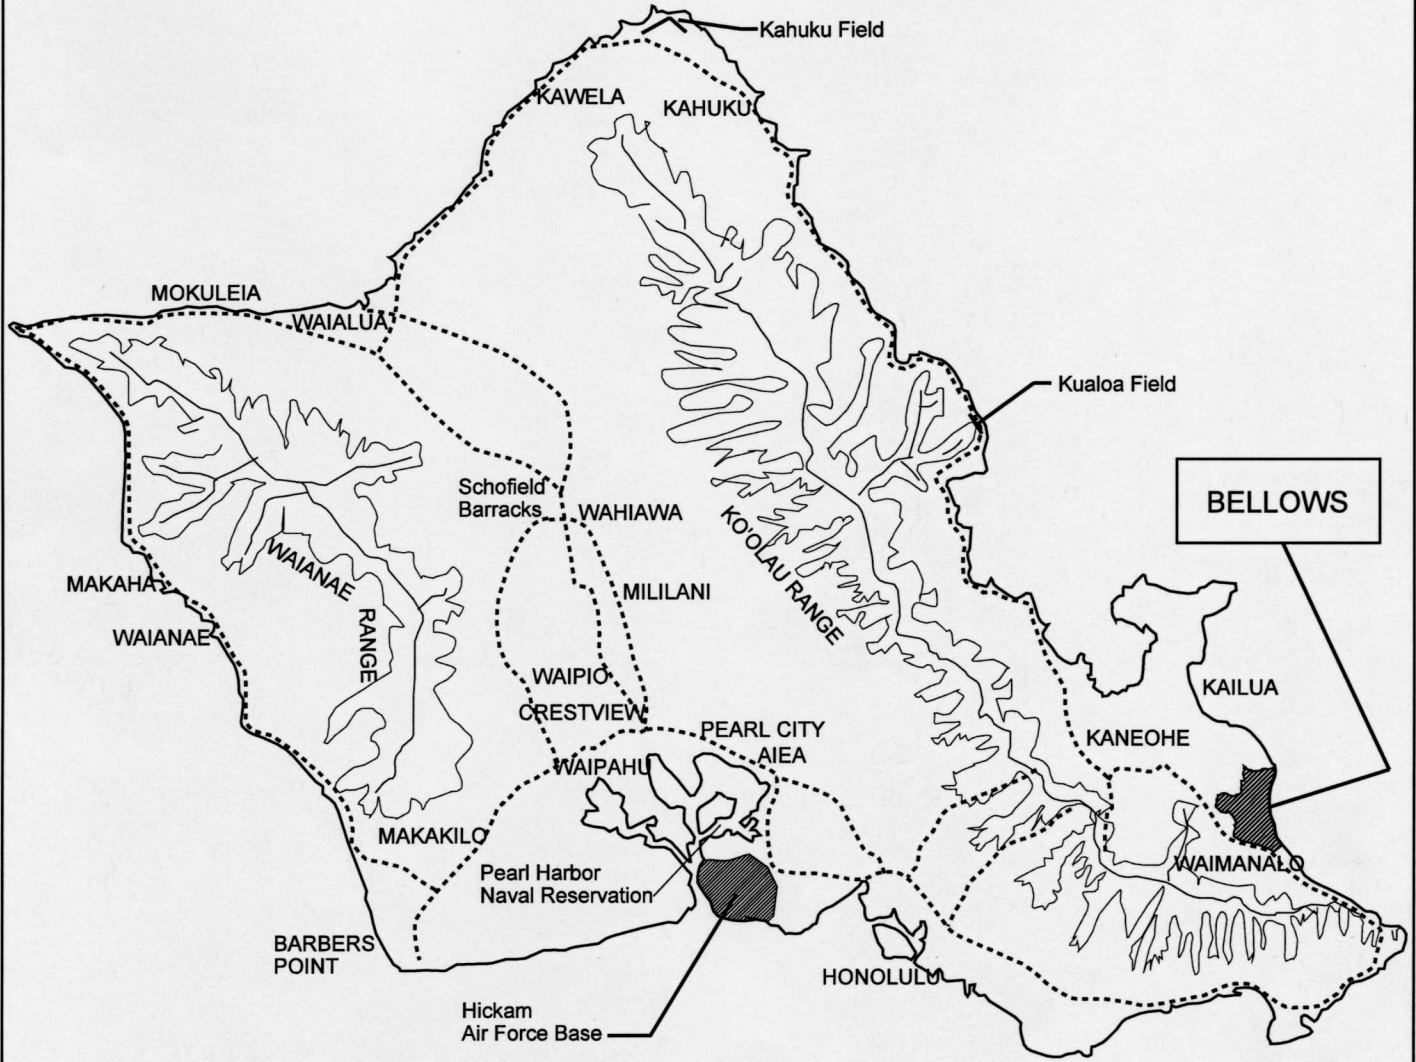 Kahuku Field
KAWELA
KAHUKU
MOKULEIA
WAIALUA
Kualoa Field
BELLOWS
Schofield
Barracks
WAHIAWA
KO'OLAU RANGE
WAIANAE
RANGE
MAKAHA
MILILANI
WAIANAE
WAIPIO
CRESTVIEW
KAILUA
PEARL CITY
AIEA
KANEOHE
WAIPAHU
MAKAKILO
WAIMANALO
Pearl Harbor
Naval Reservation
BARBERS
POINT
HONOLULU
Hickam
Air Force Base